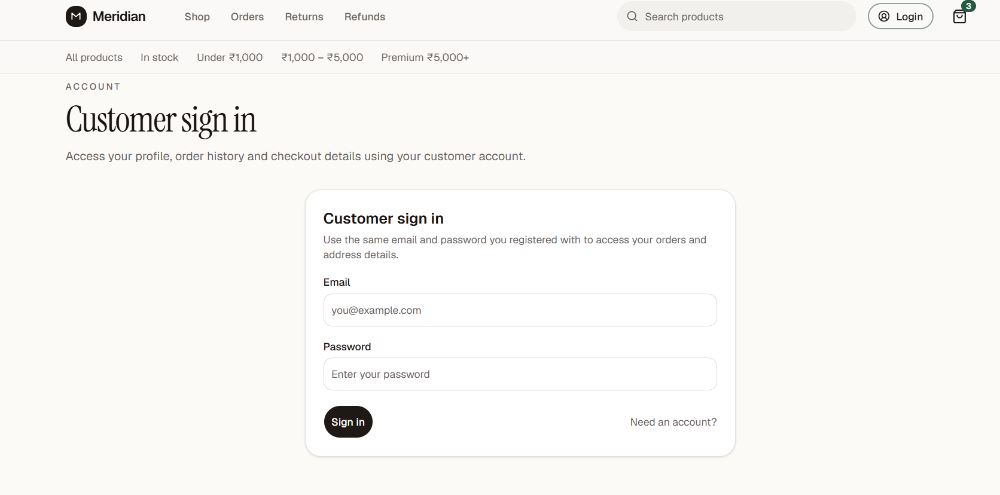 Meridian
Shop
Orders
Returns
Refunds
Search products
Login
3
All products
In stock
Under ₹1,000
₹1,000 – ₹5,000
Premium ₹5,000+
ACCOUNT
Customer sign in
Access your profile, order history and checkout details using your customer account.
Customer sign in
Use the same email and password you registered with to access your orders and
address details.
Email
you@example.com
Password
Enter your password
Sign in
Need an account?